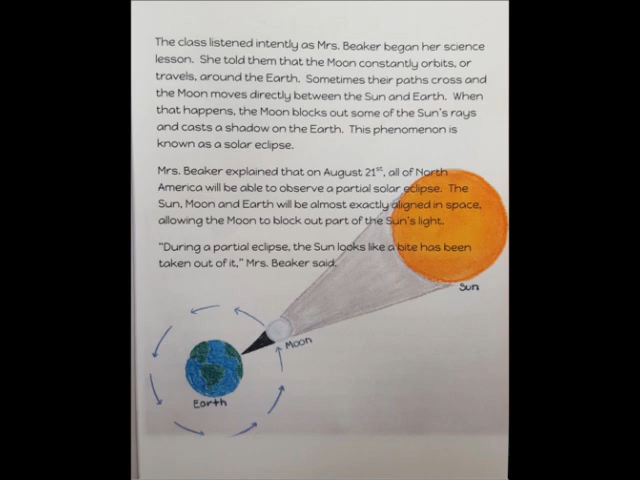 The class listened intently as Mrs. Beaker began her science
lesson. She told them that the Moon constantly orbits, or
travels, around the Earth. Sometimes their paths cross and
the Moon moves directly between the Sun and Earth. When
that happens, the Moon blocks out some of the Sun's rays
and casts a shadow on the Earth. This phenomenon is
known as a solar eclipse.
Mrs. Beaker explained that on August 21st, all of North
America will be able to observe a partial solar eclipse. The
Sun, Moon and Earth will be almost exactly aligned in space,
allowing the Moon to block out part of the Sun's light.
"During a partial eclipse, the Sun looks like a bite has been
taken out of it," Mrs. Beaker said.
Sun
Moon
Earth